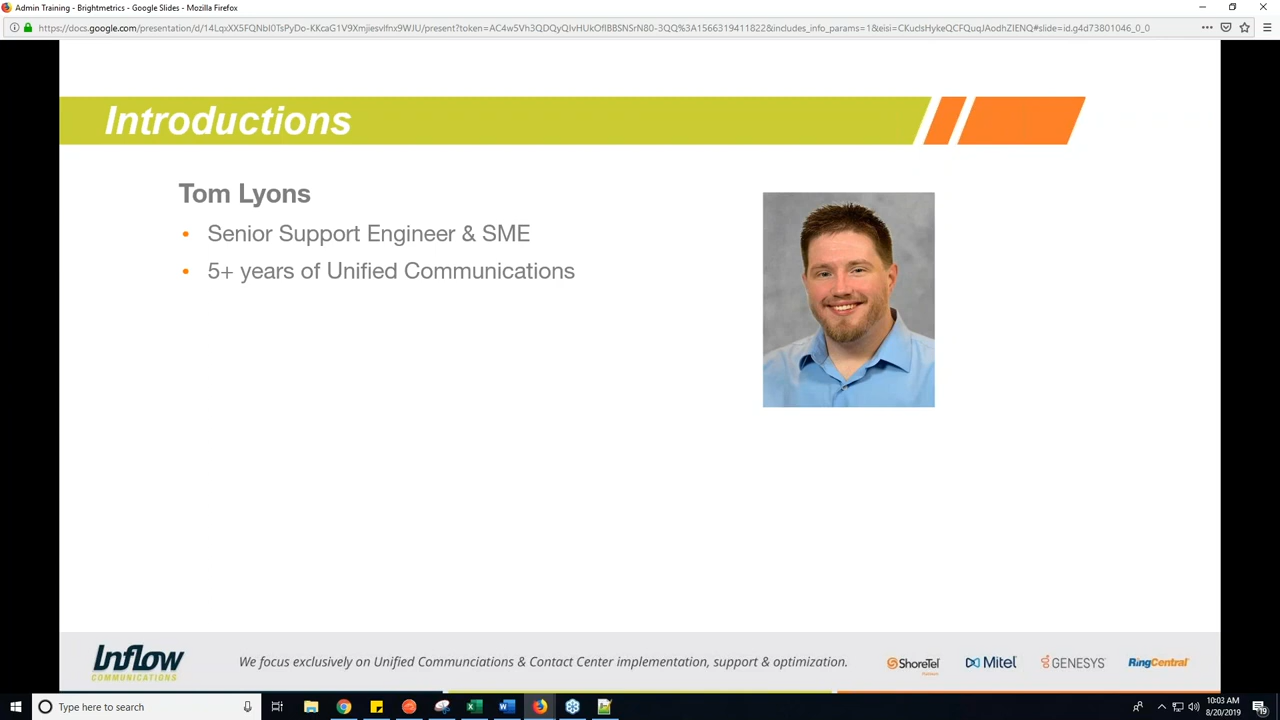 Admin Training - Brightmetrics - Google Slides - Mozilla Firefox
Introductions
Tom Lyons
• Senior Support Engineer & SME
• 5+ years of Unified Communications
Inflow
COMMUNICATIONS
We focus exclusively on Unified Communciations & Contact Center implementation, support & optimization.
ShoreTel
Mitel
GENESYS
RingCentral
Type here to search
10:03 AM
8/20/2019
19